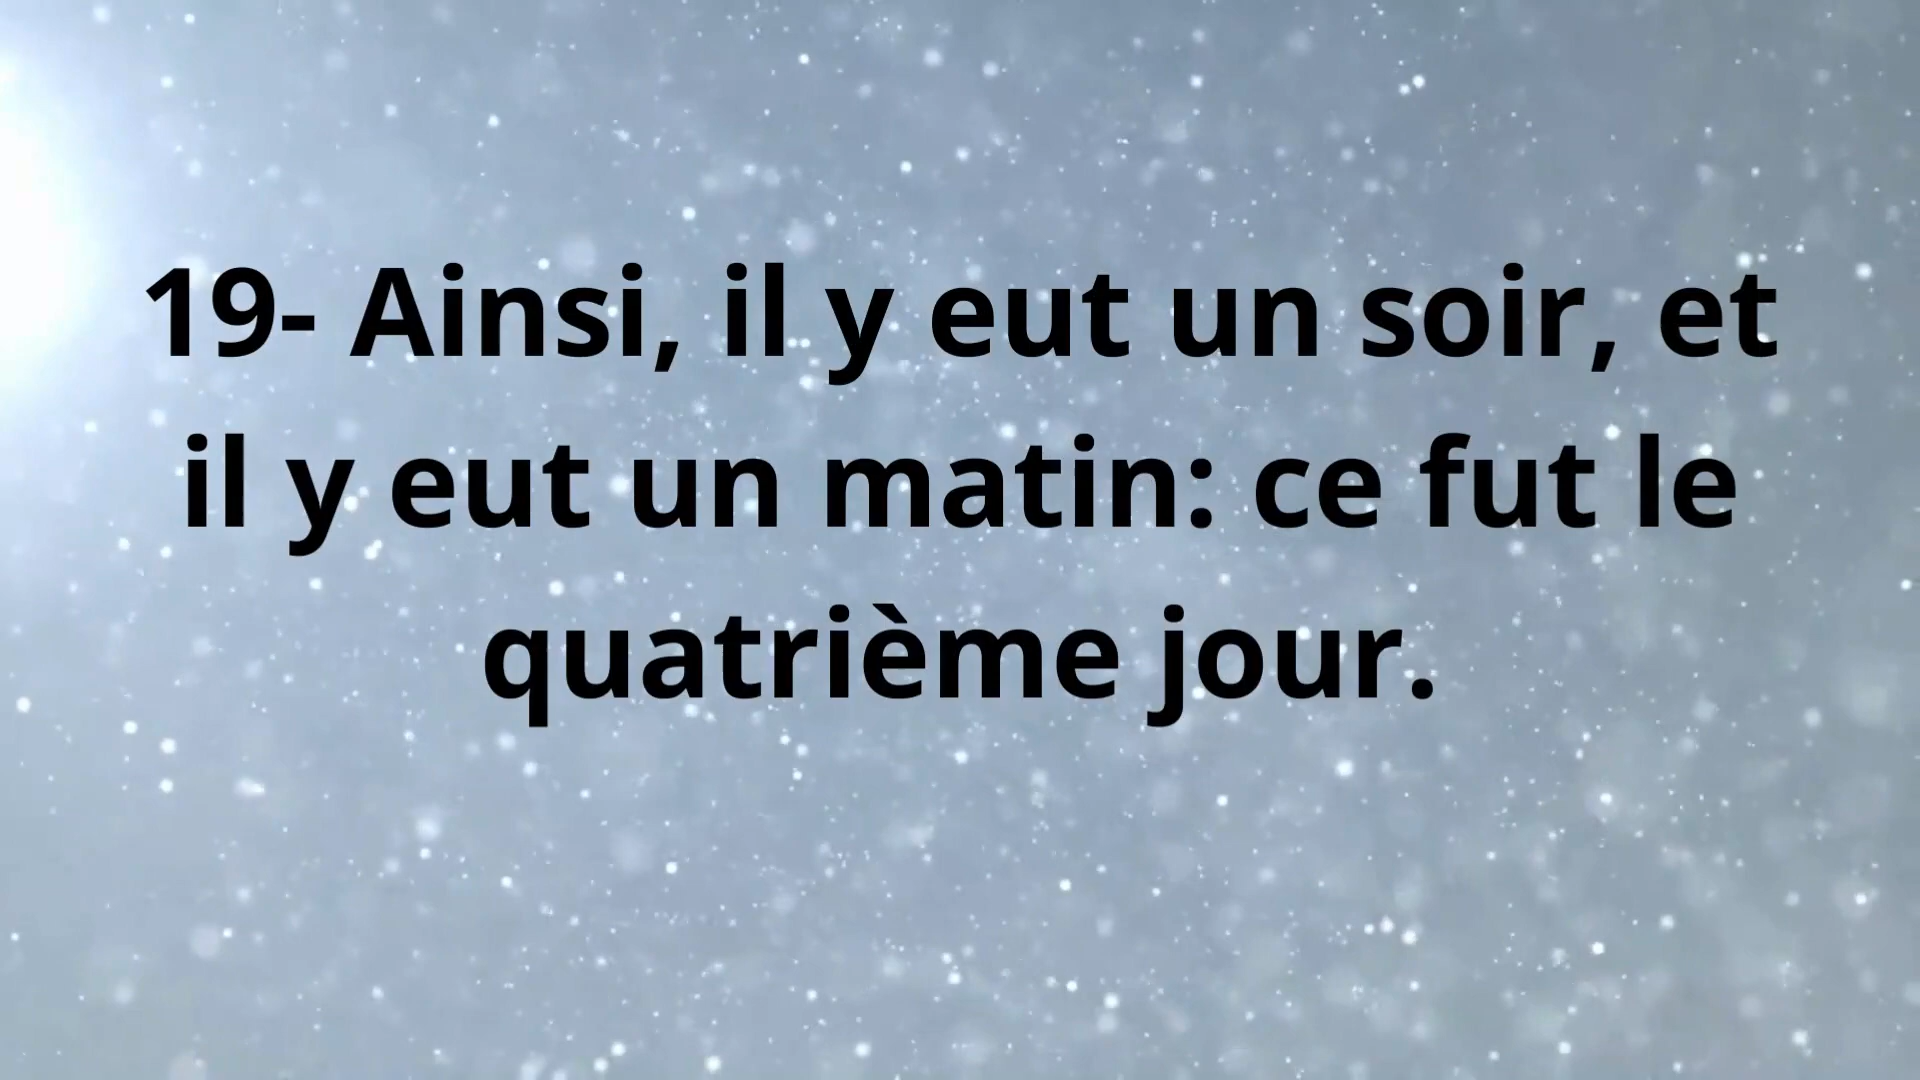 19- Ainsi, il y eut un soir, et
il y eut un matin: ce fut le
quatrième jour.